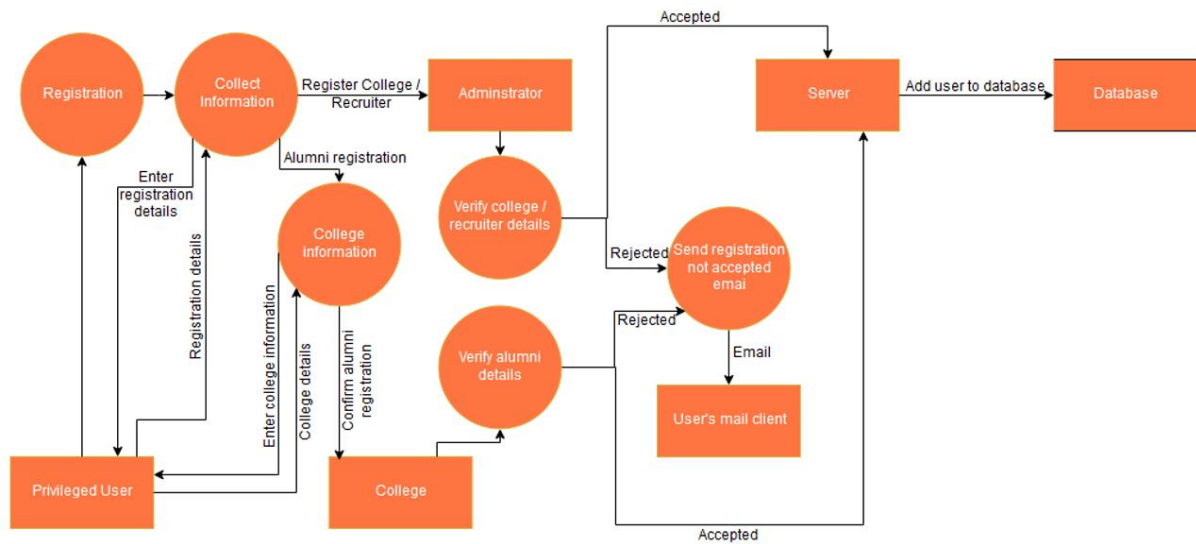 Accepted
Registration
Collect
Information
Register College /
Recruiter
Adminstrator
Server
Add user to database
Database
Alumni registration
Enter
registration
details
Registration details
College
information
Verify college /
recruiter details
Rejected
Send registration
not accepted
emai
Enter college information
College details
Confirm alumni
registration
Verify alumni
details
Rejected
Email
User's mail client
Privileged User
College
Accepted